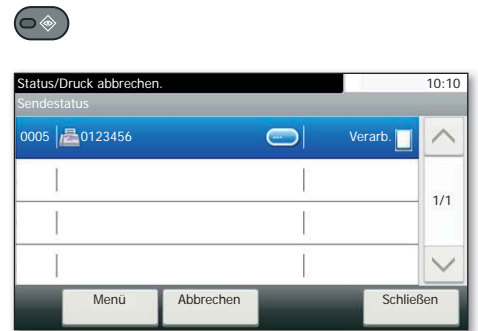 Status/Druck abbrechen. 10:10
Sendestatus
0005 0123456 Verarb.
1/1
Menü Abbrechen Schließen